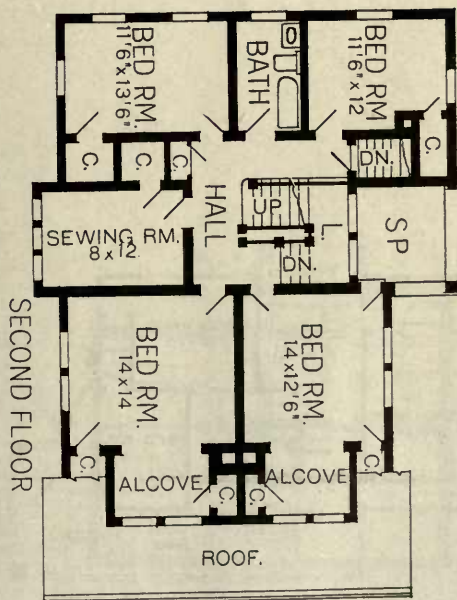 BED RM.
11'6"x13'6"
BATH
BED RM
11'6"x12
C.
C.
C.
DN.
C.
HALL
UP
L.
DN.
S P
SEWING RM.
8x12.
BED RM.
14x14
BED RM.
14x12'6"
SECOND FLOOR
C.
ALCOVE
C.
C.
ALCOVE
C.
ROOF.